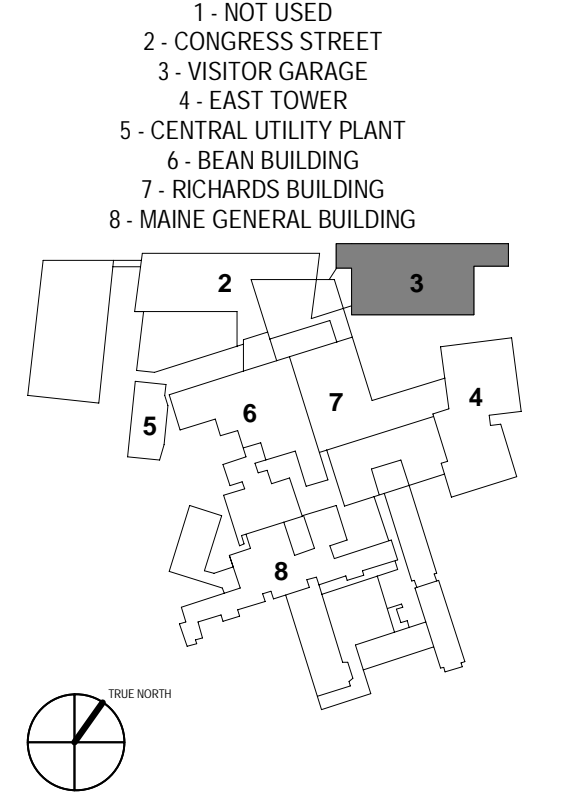 1 - NOT USED
2 - CONGRESS STREET
3 - VISITOR GARAGE
4 - EAST TOWER
5 - CENTRAL UTILITY PLANT
6 - BEAN BUILDING
7 - RICHARDS BUILDING
8 - MAINE GENERAL BUILDING
2
3
7
4
6
5
8
TRUE NORTH